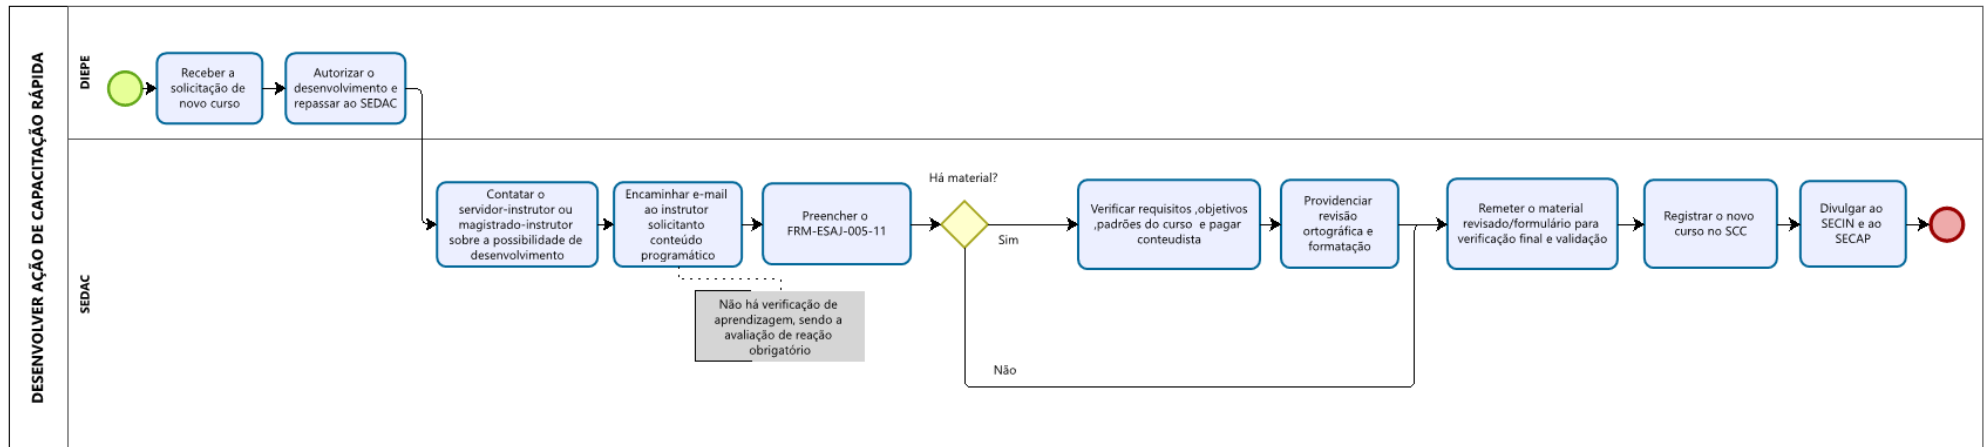 DESENVOLVER AÇÃO DE CAPACITAÇÃO RÁPIDA
DIEPE
Receber a
solicitação de
novo curso
Autorizar o
desenvolvimento e
repassar ao SEDAC
SEDAC
Contatar o
servidor-instrutor ou
magistrado-instrutor
sobre a possibilidade de
desenvolvimento
Encaminhar e-mail
ao instrutor
solicitanto
conteúdo
programático
Não há verificação de
aprendizagem, sendo a
avaliação de reação
obrigatório
Preencher o
FRM-ESAJ-005-11
Há material?
Sim
Não
Verificar requisitos ,objetivos
,padrões do curso e pagar
conteudista
Providenciar
revisão
ortográfica e
formatação
Remeter o material
revisado/formulário para
verificação final e validação
Registrar o novo
curso no SCC
Divulgar ao
SECIN e ao
SECAP